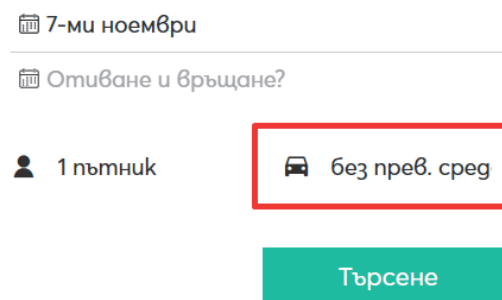 7-ми ноември
Отиване и връщане?
1 пътник
без прев. сред
Търсене